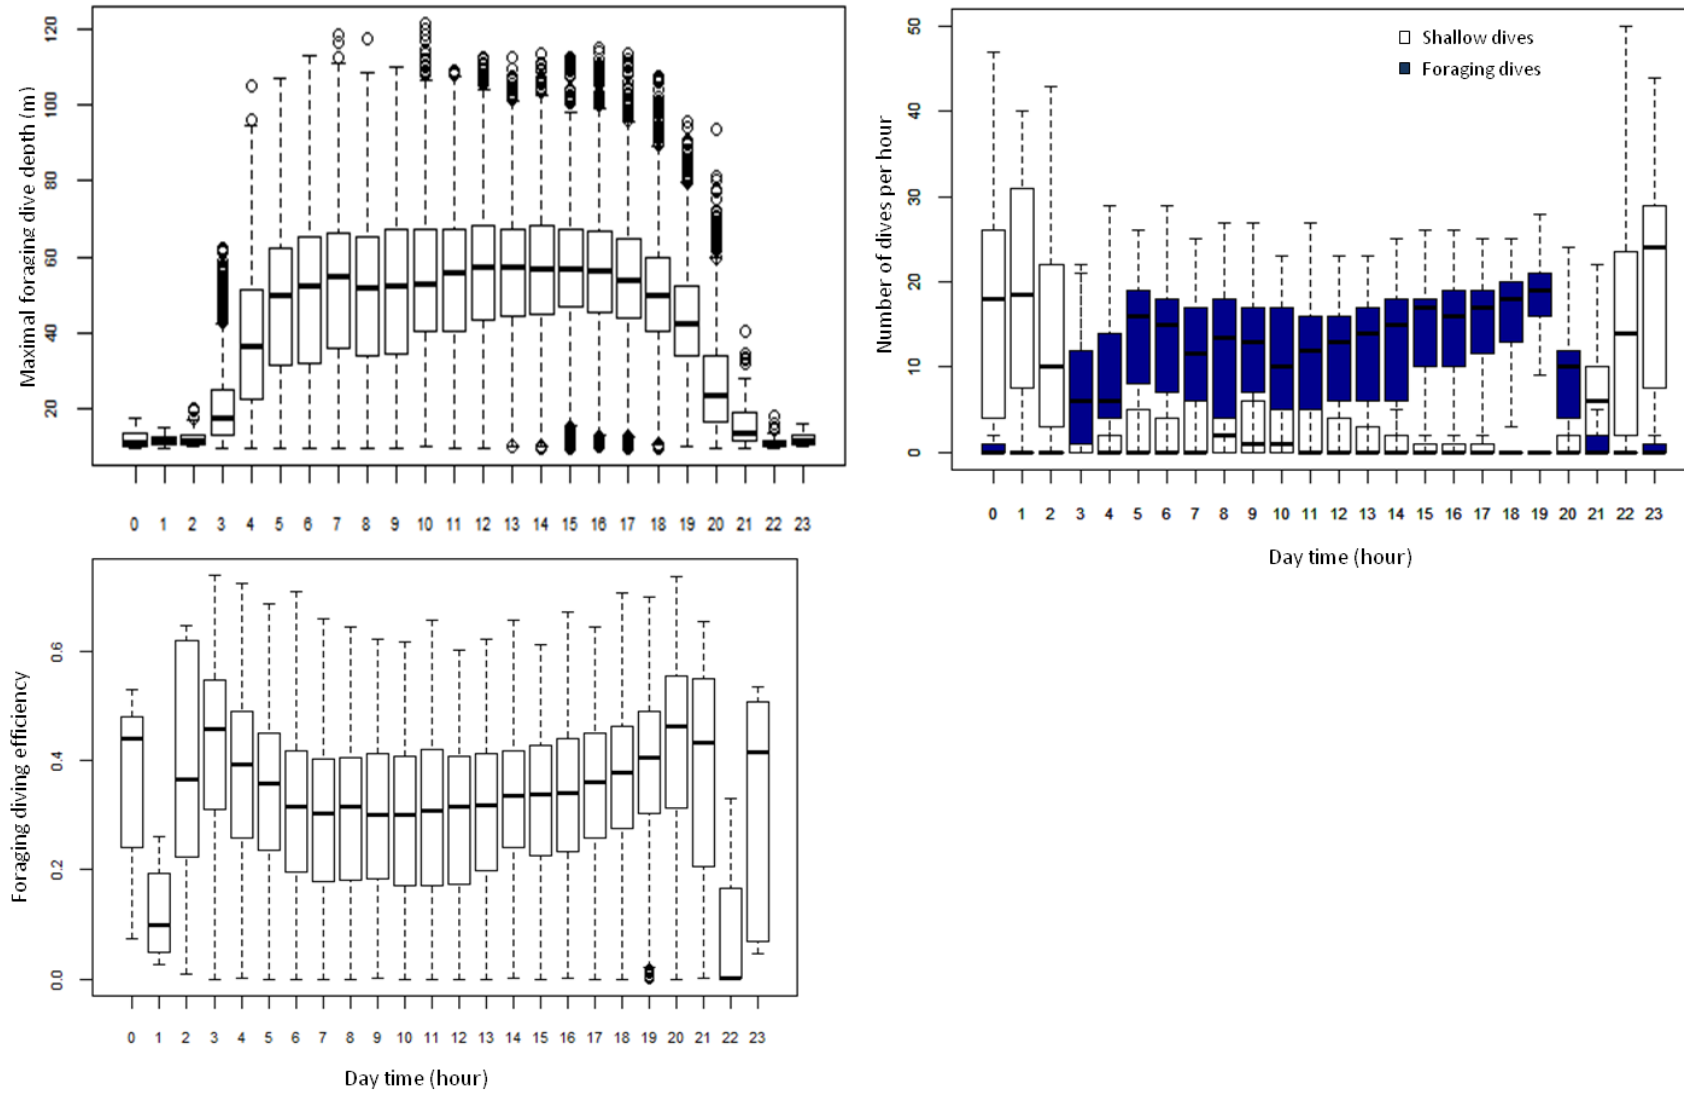 Maximal foraging dive depth (m)
120
100
80
60
40
20
0 1 2 3 4 5 6 7 8 9 10 11 12 13 14 15 16 17 18 19 20 21 22 23
Number of dives per hour
50
40
30
20
10
0
Shallow dives
Foraging dives
0 1 2 3 4 5 6 7 8 9 10 11 12 13 14 15 16 17 18 19 20 21 22 23
Day time (hour)
Foraging diving efficiency
0.6
0.4
0.2
0.0
0 1 2 3 4 5 6 7 8 9 10 11 12 13 14 15 16 17 18 19 20 21 22 23
Day time (hour)